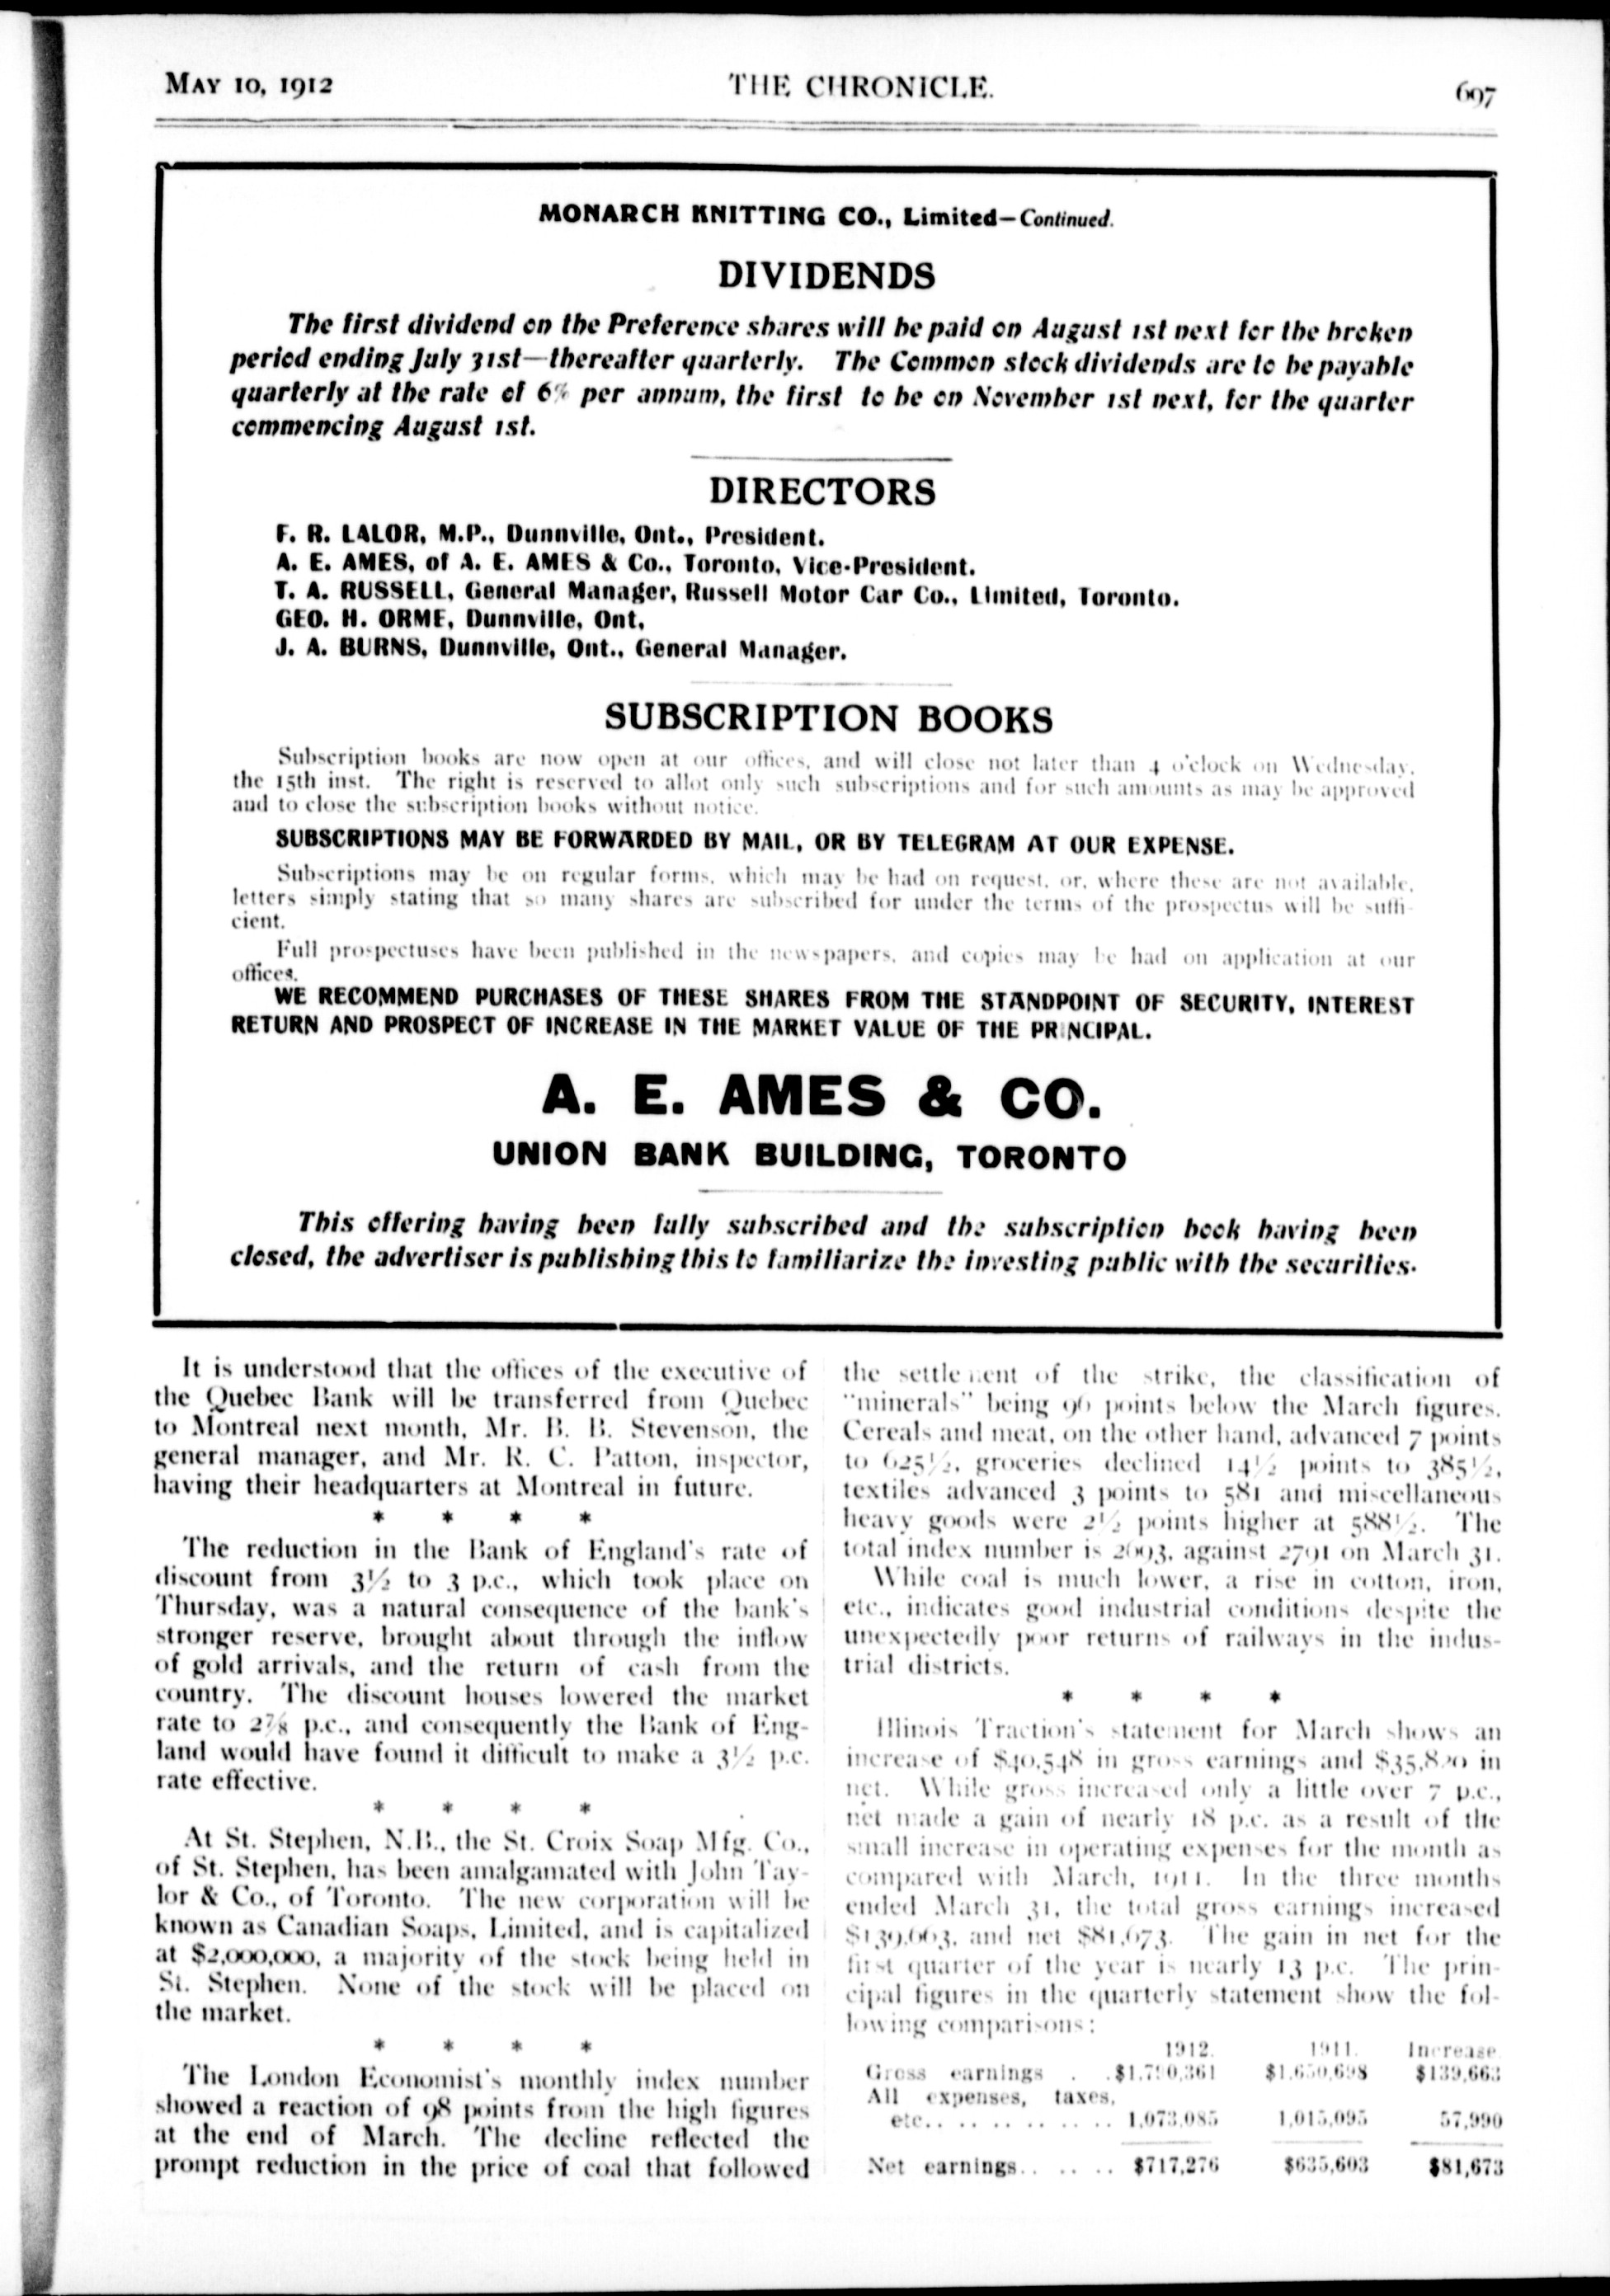 MAY 10, 1912
THE CHRONICLE.
697
MONARCH KNITTING CO., Limited—Continued.
DIVIDENDS
The first dividend on the Preference shares will be paid on August 1st next for the broken
period ending July 31st—thereafter quarterly. The Common stock dividends are to be payable
quarterly at the rate of 6% per annum, the first to be on November 1st next, for the quarter
commencing August 1st.
DIRECTORS
F. R. LALOR, M.P., Dunnville, Ont., President.
A. E. AMES, of A. E. AMES & Co., Toronto, Vice-President.
T. A. RUSSELL, General Manager, Russell Motor Car Co., Limited, Toronto.
GEO. H. ORME, Dunnville, Ont.
J. A. BURNS, Dunnville, Ont., General Manager.
SUBSCRIPTION BOOKS
Subscription books are now open at our offices, and will close not later than 4 o'clock on Wednesday,
the 15th inst. The right is reserved to allot only such subscriptions and for such amounts as may be approved
and to close the subscription books without notice.
SUBSCRIPTIONS MAY BE FORWARDED BY MAIL, OR BY TELEGRAM AT OUR EXPENSE.
Subscriptions may be on regular forms, which may be had on request, or, where these are not available,
letters simply stating that so many shares are subscribed for under the terms of the prospectus will be suffi-
cient.
Full prospectuses have been published in the newspapers, and copies may be had on application at our
offices.
WE RECOMMEND PURCHASES OF THESE SHARES FROM THE STANDPOINT OF SECURITY, INTEREST
RETURN AND PROSPECT OF INCREASE IN THE MARKET VALUE OF THE PRINCIPAL.
A. E. AMES & CO.
UNION BANK BUILDING, TORONTO
This offering having been fully subscribed and the subscription book having been
closed, the advertiser is publishing this to familiarize the investing public with the securities.
It is understood that the offices of the executive of
the Quebec Bank will be transferred from Quebec
to Montreal next month, Mr. B. B. Stevenson, the
general manager, and Mr. R. C. Patton, inspector,
having their headquarters at Montreal in future.
* * * *
The reduction in the Bank of England's rate of
discount from 3½ to 3 p.c., which took place on
Thursday, was a natural consequence of the bank's
stronger reserve, brought about through the inflow
of gold arrivals, and the return of cash from the
country. The discount houses lowered the market
rate to 2⅞ p.c., and consequently the Bank of Eng-
land would have found it difficult to make a 3½ p.c.
rate effective.
* * * *
At St. Stephen, N.B., the St. Croix Soap Mfg. Co.,
of St. Stephen, has been amalgamated with John Tay-
lor & Co., of Toronto. The new corporation will be
known as Canadian Soaps, Limited, and is capitalized
at $2,000,000, a majority of the stock being held in
St. Stephen. None of the stock will be placed on
the market.
* * * *
The London Economist's monthly index number
showed a reaction of 98 points from the high figures
at the end of March. The decline reflected the
prompt reduction in the price of coal that followed
the settlement of the strike, the classification of
"minerals" being 96 points below the March figures.
Cereals and meat, on the other hand, advanced 7 points
to 625½, groceries declined 14½ points to 385½,
textiles advanced 3 points to 581 and miscellaneous
heavy goods were 2½ points higher at 588½. The
total index number is 2693, against 2791 on March 31.
While coal is much lower, a rise in cotton, iron,
etc., indicates good industrial conditions despite the
unexpectedly poor returns of railways in the indus-
trial districts.
* * * *
Illinois Traction's statement for March shows an
increase of $40,548 in gross earnings and $35,820 in
net. While gross increased only a little over 7 p.c.,
net made a gain of nearly 18 p.c. as a result of the
small increase in operating expenses for the month as
compared with March, 1911. In the three months
ended March 31, the total gross earnings increased
$139,663, and net $81,673. The gain in net for the
first quarter of the year is nearly 13 p.c. The prin-
cipal figures in the quarterly statement show the fol-
lowing comparisons:
1912. 1911. Increase.
Gross earnings . . $1,790,361 $1,650,698 $139,663
All expenses, taxes,
etc.. .. .. .. .. .. .. 1,073,085 1,015,095 57,990
Net earnings.. .. .. $717,276 $635,603 $81,673